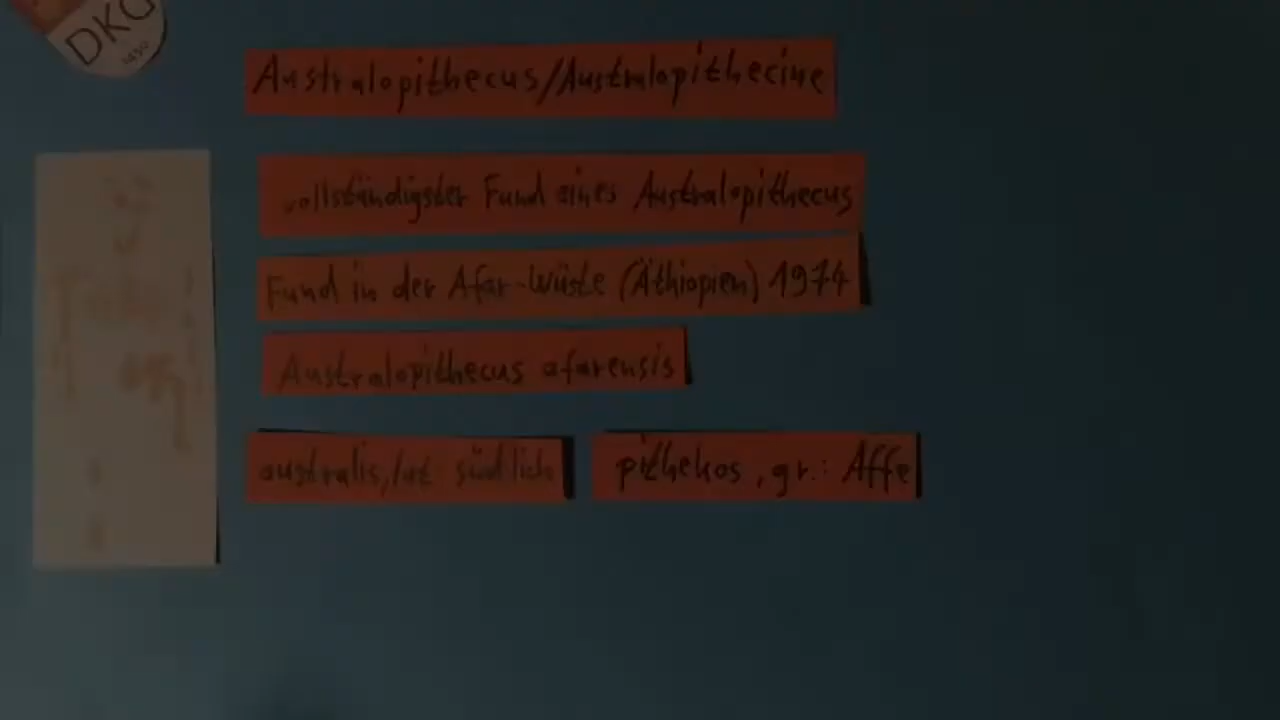 DKG
1450
Australopithecus/Australopithecine
vollständigster Fund eines Australopithecus
Fund in der Afar-Wüste (Äthiopien) 1974
Australopithecus afarensis
australis, lat: südlich pithekos, gr.: Affe